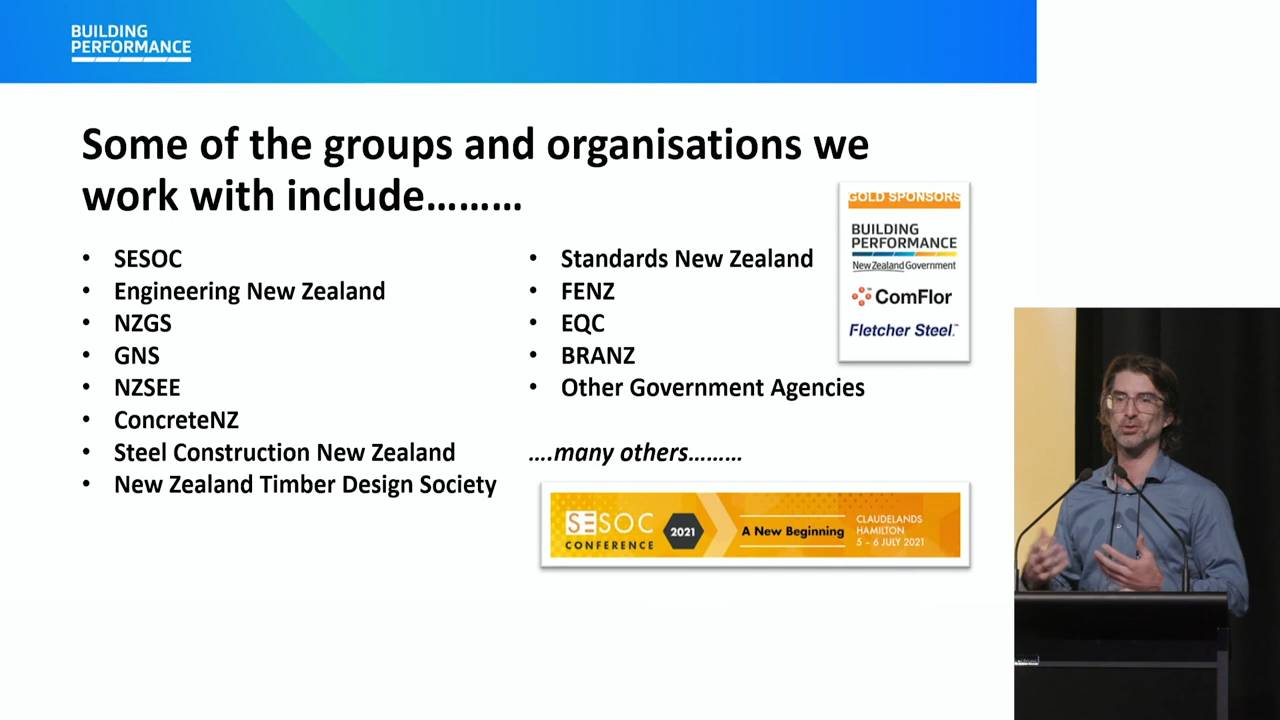 BUILDING
PERFORMANCE
Some of the groups and organisations we
work with include.........
• SESOC
• Engineering New Zealand
• NZGS
• GNS
• NZSEE
• ConcreteNZ
• Steel Construction New Zealand
• New Zealand Timber Design Society
• Standards New Zealand
• FENZ
• EQC
• BRANZ
• Other Government Agencies
....many others.........
GOLD SPONSORS
BUILDING
PERFORMANCE
New Zealand Government
ComFlor™
Fletcher Steel™
SESOC
CONFERENCE
2021
A New Beginning
CLAUDELANDS
HAMILTON
5 – 6 JULY 2021